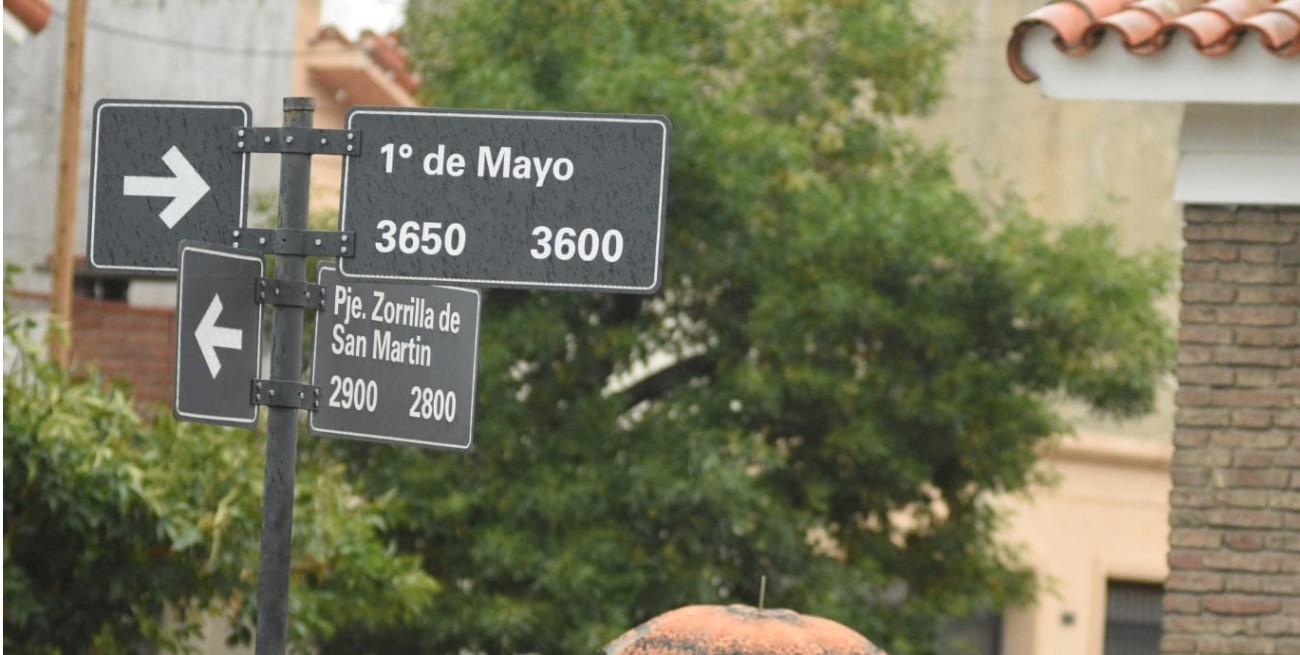 1° de Mayo
3650 3600
Pje. Zorrilla de
San Martin
2900 2800